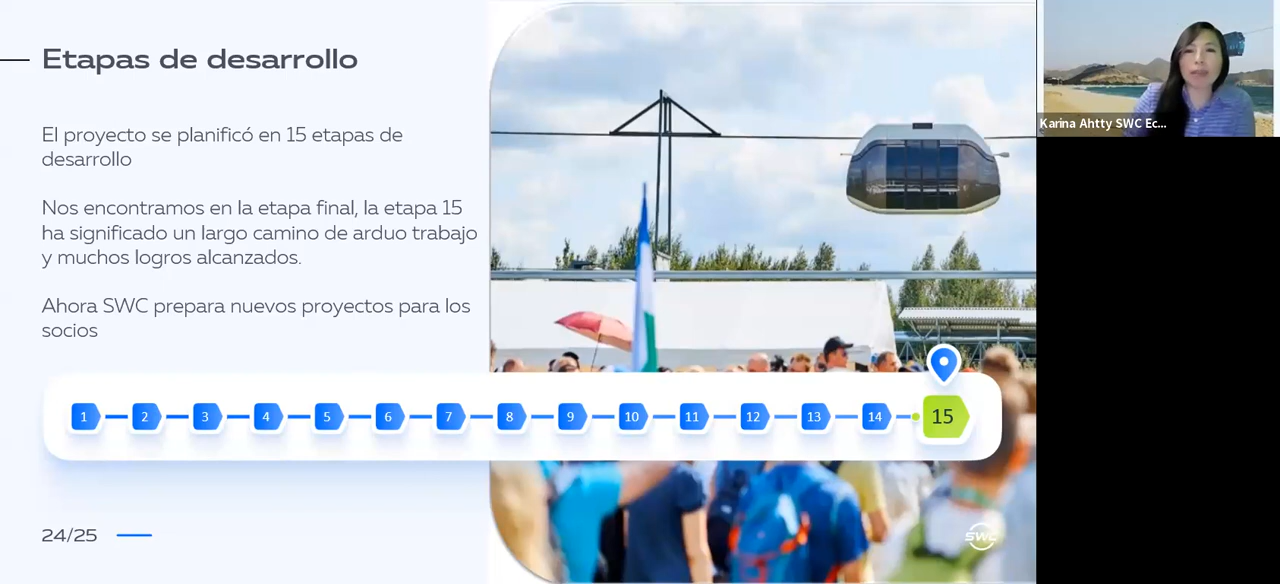 Etapas de desarrollo
El proyecto se planificó en 15 etapas de
desarrollo
Nos encontramos en la etapa final, la etapa 15
ha significado un largo camino de arduo trabajo
y muchos logros alcanzados.
Ahora SWC prepara nuevos proyectos para los
socios
1 2 3 4 5 6 7 8 9 10 11 12 13 14 15
24/25
SWC
Karina Ahtty SWC Ec...